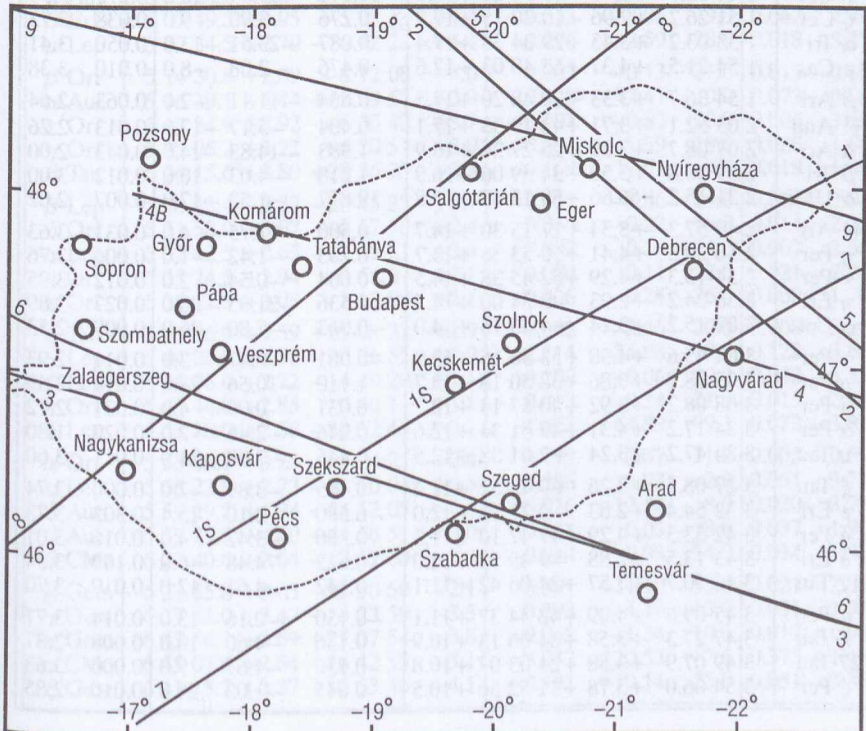 9 –17° –18° –19° 5 2 –20° –21° 8 –22°
Pozsony
Miskolc
Nyíregyháza
48°
Salgótarján
4B
Komárom
Eger
9
Győr
Tatabánya
Debrecen
1
Sopron
Budapest
Pápa
6
5
Szombathely
Szolnok
Veszprém
Kecskemét
47°
Zalaegerszeg
Nagyvárad
3
1S
4
2
Nagykanizsa
Kaposvár
Szekszárd
Szeged
Arad
8
1S
Pécs
46°
Szabadka
Temesvár
6
3
1
–17° –18° –19° –20° –21° –22°